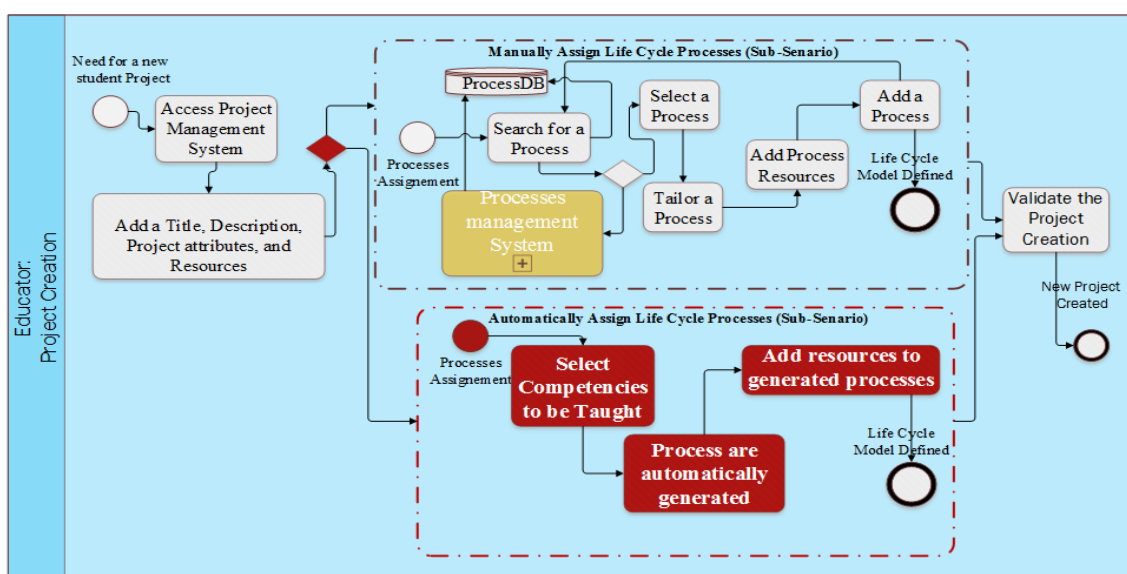 Educator:
Project Creation
Need for a new
student Project
Access Project
Management
System
Add a Title, Description,
Project attributes, and
Resources
Manually Assign Life Cycle Processes (Sub-Senario)
ProcessDB
Processes
Assignement
Search for a
Process
Processes
management
System
Select a
Process
Tailor a
Process
Add Process
Resources
Add a
Process
Life Cycle
Model Defined
Automatically Assign Life Cycle Processes (Sub-Senario)
Processes
Assignement
Select
Competencies
to be Taught
Process are
automatically
generated
Add resources to
generated processes
Life Cycle
Model Defined
Validate the
Project
Creation
New Project
Created